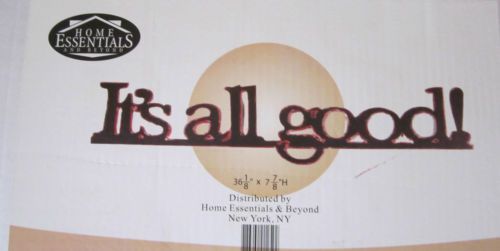 HOME
ESSENTIALS
AND BEYOND
It's all good!
36 1/8" x 7 7/8"H
Distributed by
Home Essentials & Beyond
New York, NY